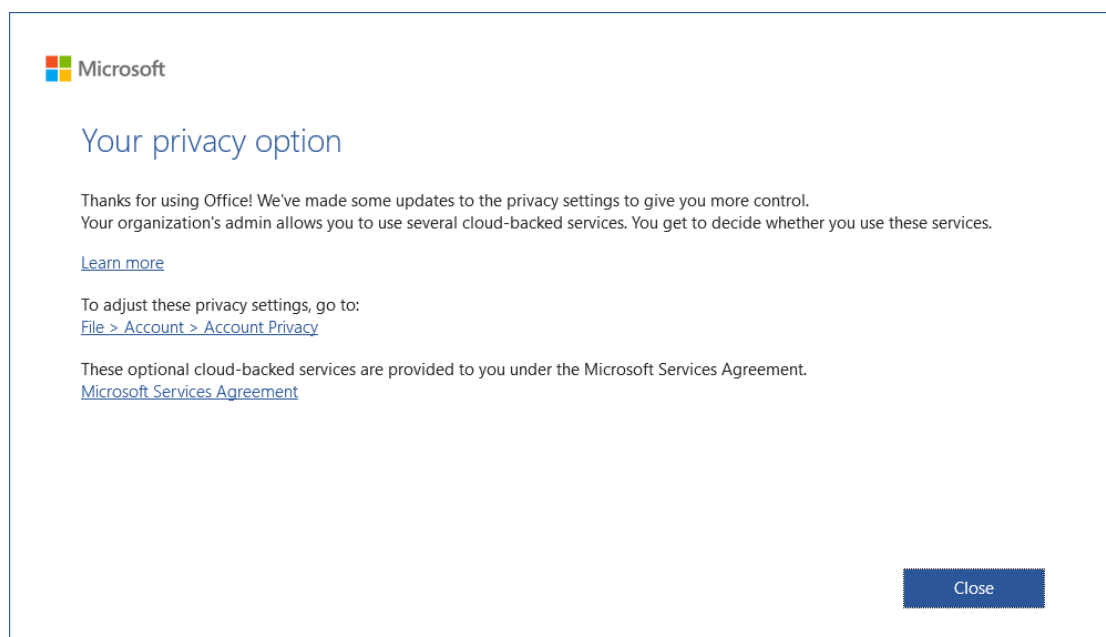 Microsoft
Your privacy option
Thanks for using Office! We've made some updates to the privacy settings to give you more control.
Your organization's admin allows you to use several cloud-backed services. You get to decide whether you use these services.
Learn more
To adjust these privacy settings, go to:
File > Account > Account Privacy
These optional cloud-backed services are provided to you under the Microsoft Services Agreement.
Microsoft Services Agreement
Close